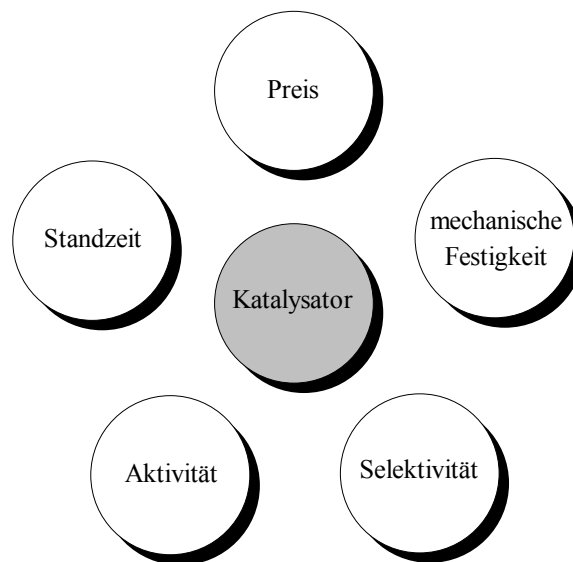 Preis
Standzeit
mechanische
Festigkeit
Katalysator
Aktivität
Selektivität